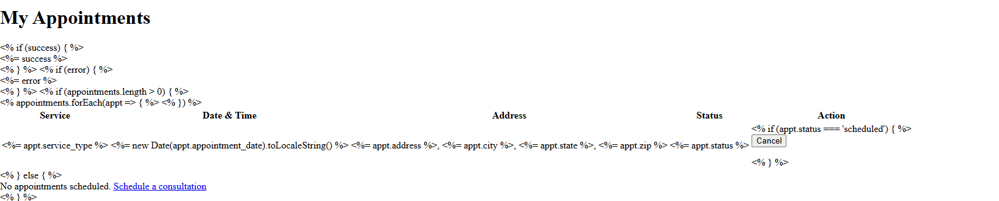 My Appointments
<% if (success) { %>
<%= success %>
<% } %> <% if (error) { %>
<%= error %>
<% } %> <% if (appointments.length > 0) { %>
<% appointments.forEach(appt => { %> <% }) %>
Service Date & Time Address Status Action
<% if (appt.status === 'scheduled') { %>
<%= appt.service_type %> <%= new Date(appt.appointment_date).toLocaleString() %> <%= appt.address %>, <%= appt.city %>, <%= appt.state %>, <%= appt.zip %> <%= appt.status %>
Cancel
<% } %>
<% } else { %>
No appointments scheduled. Schedule a consultation
<% } %>